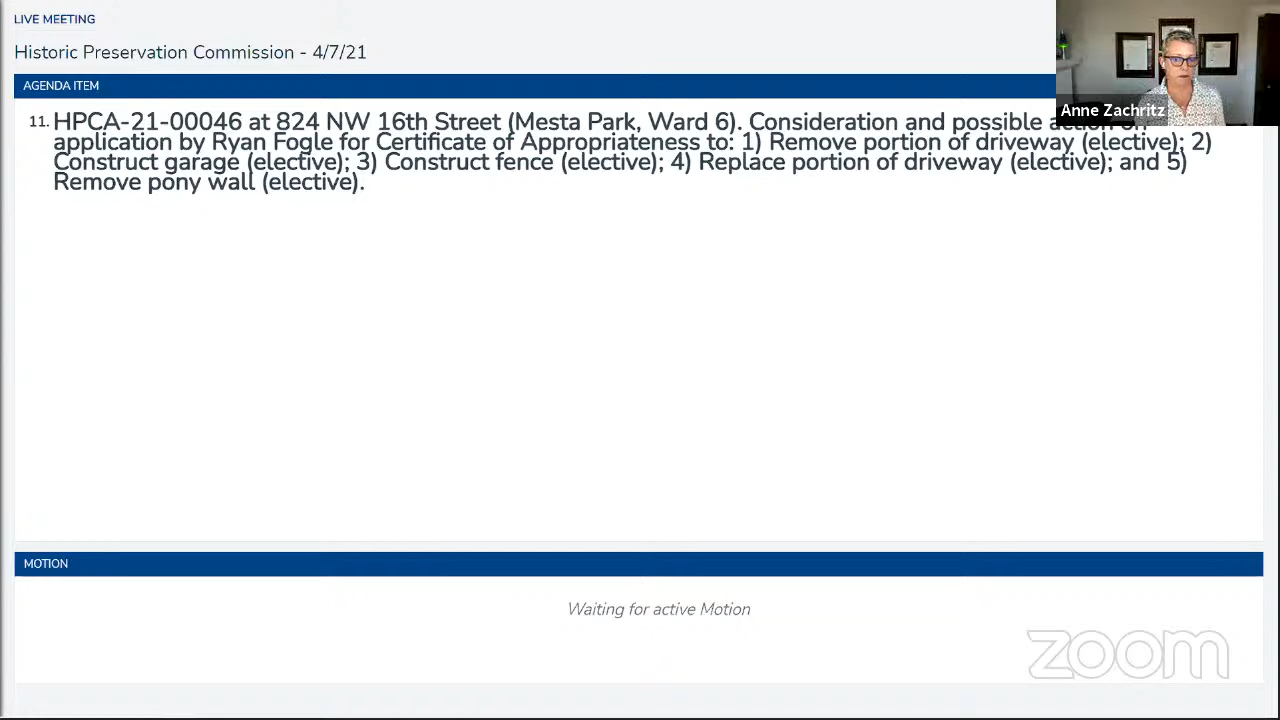 LIVE MEETING
Historic Preservation Commission - 4/7/21
AGENDA ITEM
Anne Zachritz
11. HPCA-21-00046 at 824 NW 16th Street (Mesta Park, Ward 6). Consideration and possible action on
application by Ryan Fogle for Certificate of Appropriateness to: 1) Remove portion of driveway (elective); 2)
Construct garage (elective); 3) Construct fence (elective); 4) Replace portion of driveway (elective); and 5)
Remove pony wall (elective).
MOTION
Waiting for active Motion
zoom